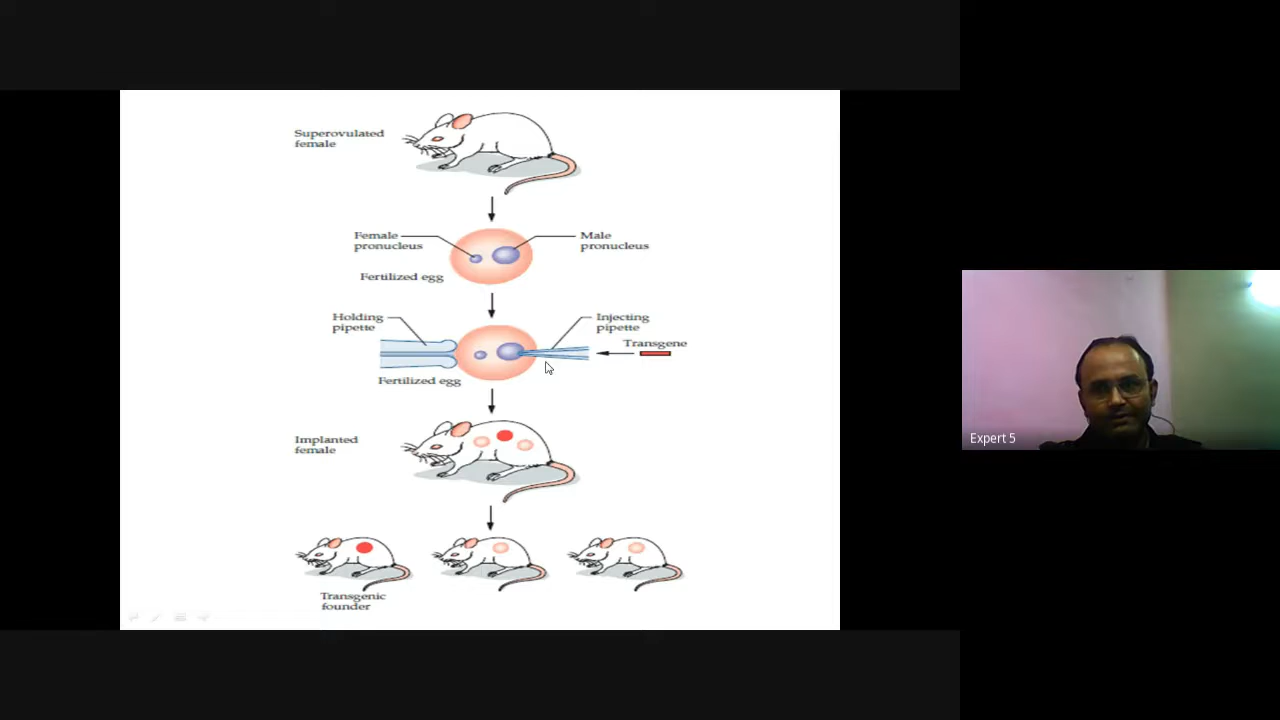 Superovulated
female
Female
pronucleus
Male
pronucleus
Fertilized egg
Holding
pipette
Injecting
pipette
Transgene
Fertilized egg
Implanted
female
Transgenic
founder
Expert 5